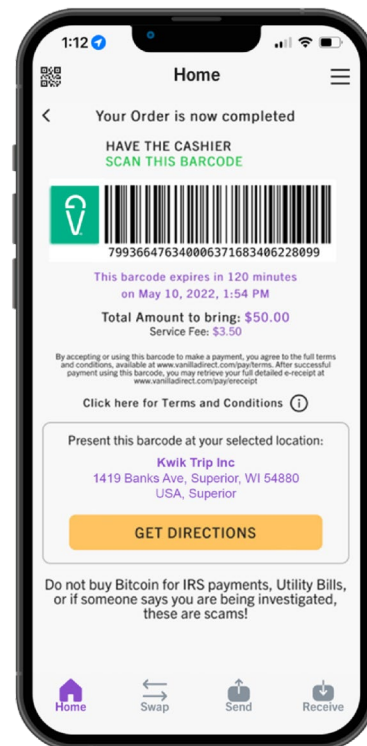 1:12
Home
Your Order is now completed
HAVE THE CASHIER
SCAN THIS BARCODE
799366476340006371683406228099
This barcode expires in 120 minutes
on May 10, 2022, 1:54 PM
Total Amount to bring: $50.00
Service Fee: $3.50
By accepting or using this barcode to make a payment, you agree to the full terms
and conditions, available at www.vanilladirect.com/pay/terms. After successful
payment using this barcode, you may retrieve your full detailed e-receipt at
www.vanilladirect.com/pay/ereceipt
Click here for Terms and Conditions
Present this barcode at your selected location:
Kwik Trip Inc
1419 Banks Ave, Superior, WI 54880
USA, Superior
GET DIRECTIONS
Do not buy Bitcoin for IRS payments, Utility Bills,
or if someone says you are being investigated,
these are scams!
Home
Swap
Send
Receive